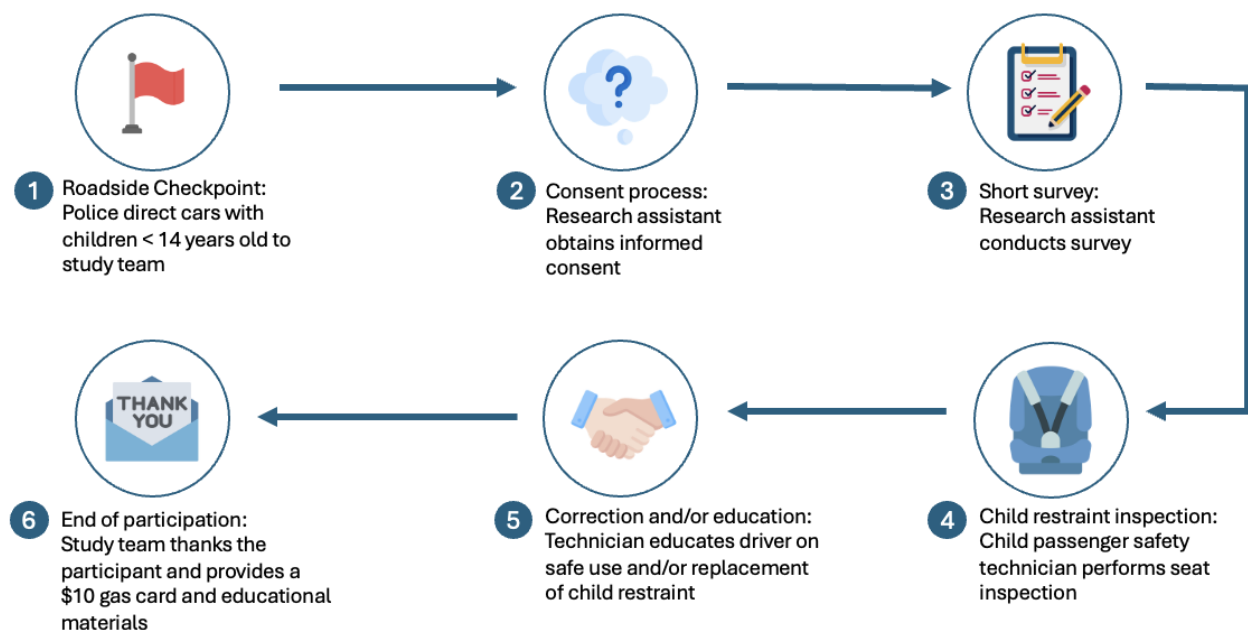 ?
1
Roadside Checkpoint:
Police direct cars with
children < 14 years old to
study team
2
Consent process:
Research assistant
obtains informed
consent
3
Short survey:
Research assistant
conducts survey
4
Child restraint inspection:
Child passenger safety
technician performs seat
inspection
5
Correction and/or education:
Technician educates driver on
safe use and/or replacement
of child restraint
THANK
YOU
6
End of participation:
Study team thanks the
participant and provides a
$10 gas card and educational
materials